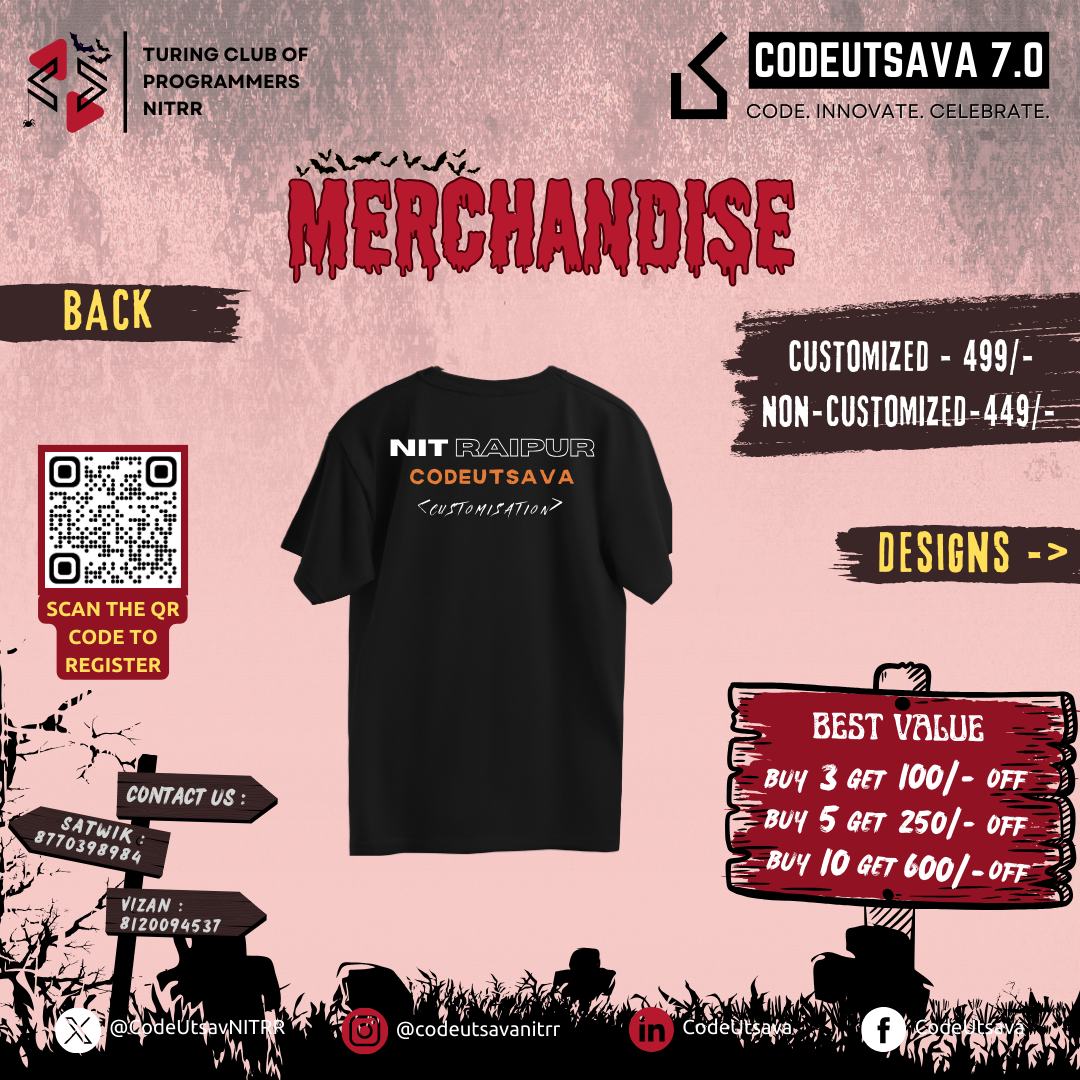 TURING CLUB OF
PROGRAMMERS
NITRR
CODEUTSAVA 7.0
CODE. INNOVATE. CELEBRATE.
MERCHANDISE
BACK
CUSTOMIZED - 499/-
NON-CUSTOMIZED-449/-
NIT RAIPUR
CODEUTSAVA
<CUSTOMISATION>
DESIGNS ->
SCAN THE QR
CODE TO
REGISTER
BEST VALUE
BUY 3 GET 100/- OFF
BUY 5 GET 250/- OFF
BUY 10 GET 600/-OFF
CONTACT US :
SATWIK :
8770398984
VIZAN :
8120094537
@CodeUtsavNITRR
@codeutsavanitrr
CodeUtsava
CodeUtsava